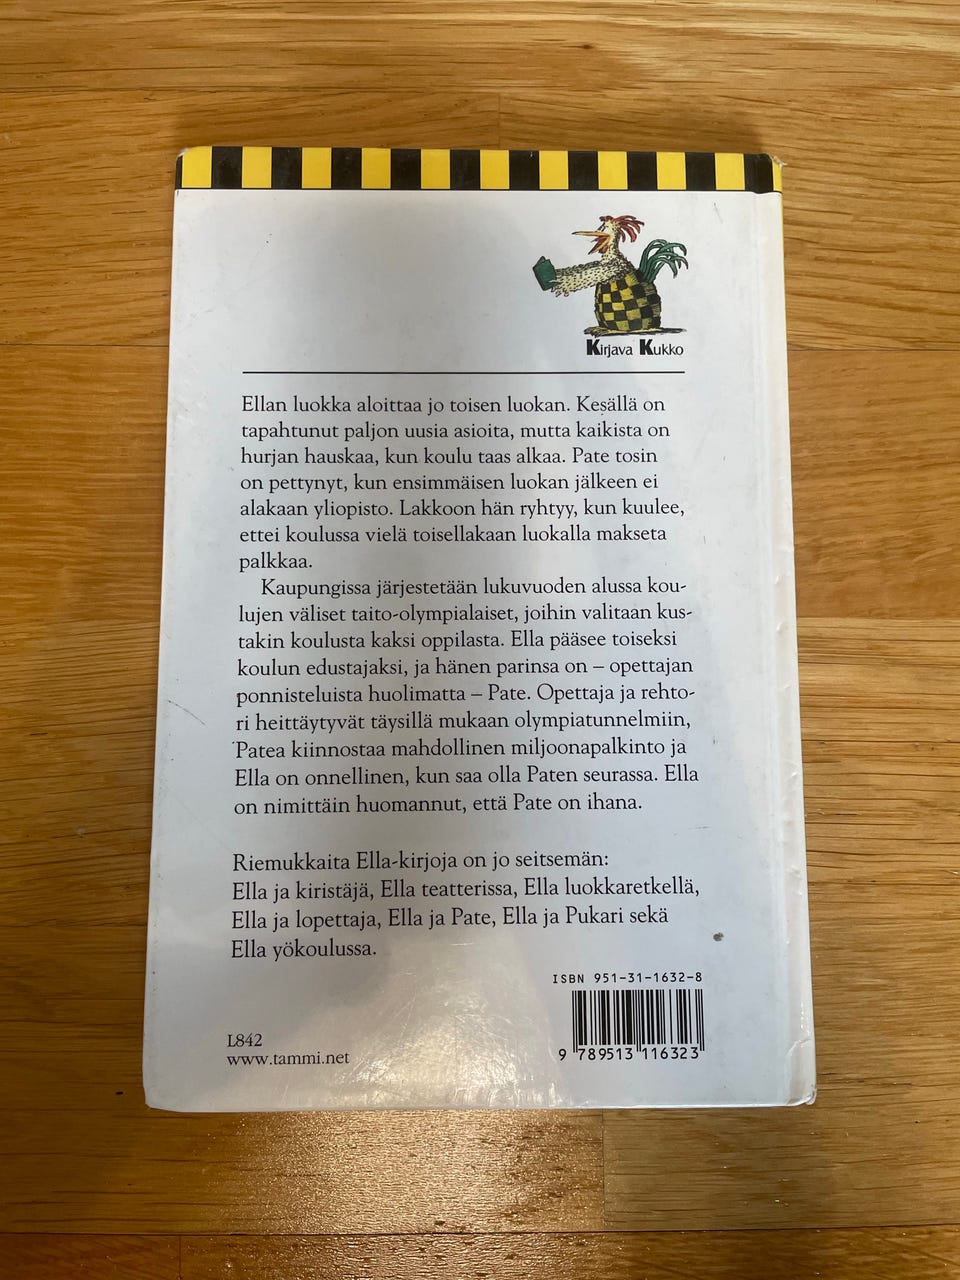 Kirjava Kukko
Ellan luokka aloittaa jo toisen luokan. Kesällä on
tapahtunut paljon uusia asioita, mutta kaikista on
hurjan hauskaa, kun koulu taas alkaa. Pate tosin
on pettynyt, kun ensimmäisen luokan jälkeen ei
alakaan yliopisto. Lakkoon hän ryhtyy, kun kuulee,
ettei koulussa vielä toisellakaan luokalla makseta
palkkaa.
Kaupungissa järjestetään lukuvuoden alussa kou-
lujen väliset taito-olympialaiset, joihin valitaan kus-
takin koulusta kaksi oppilasta. Ella pääsee toiseksi
koulun edustajaksi, ja hänen parinsa on – opettajan
ponnisteluista huolimatta – Pate. Opettaja ja rehto-
ri heittäytyvät täysillä mukaan olympiatunnelmiin,
Patea kiinnostaa mahdollinen miljoonapalkinto ja
Ella on onnellinen, kun saa olla Paten seurassa. Ella
on nimittäin huomannut, että Pate on ihana.
Riemukkaita Ella-kirjoja on jo seitsemän:
Ella ja kiristäjä, Ella teatterissa, Ella luokkaretkellä,
Ella ja lopettaja, Ella ja Pate, Ella ja Pukari sekä
Ella yökoulussa.
ISBN 951-31-1632-8
9 789513 116323
L842
www.tammi.net